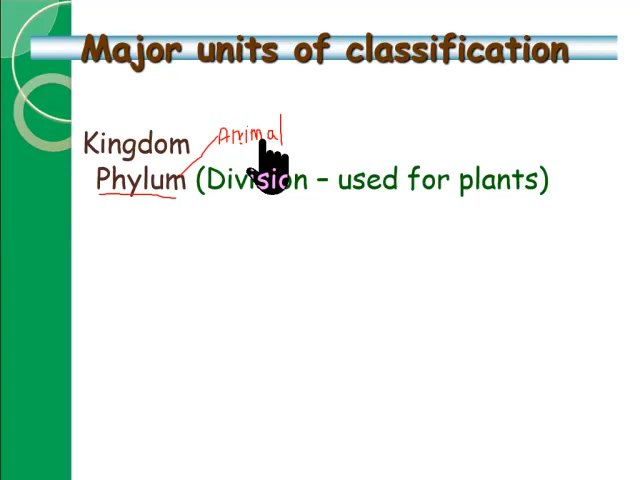 Major units of classification
Animal
Kingdom
Phylum (Division – used for plants)